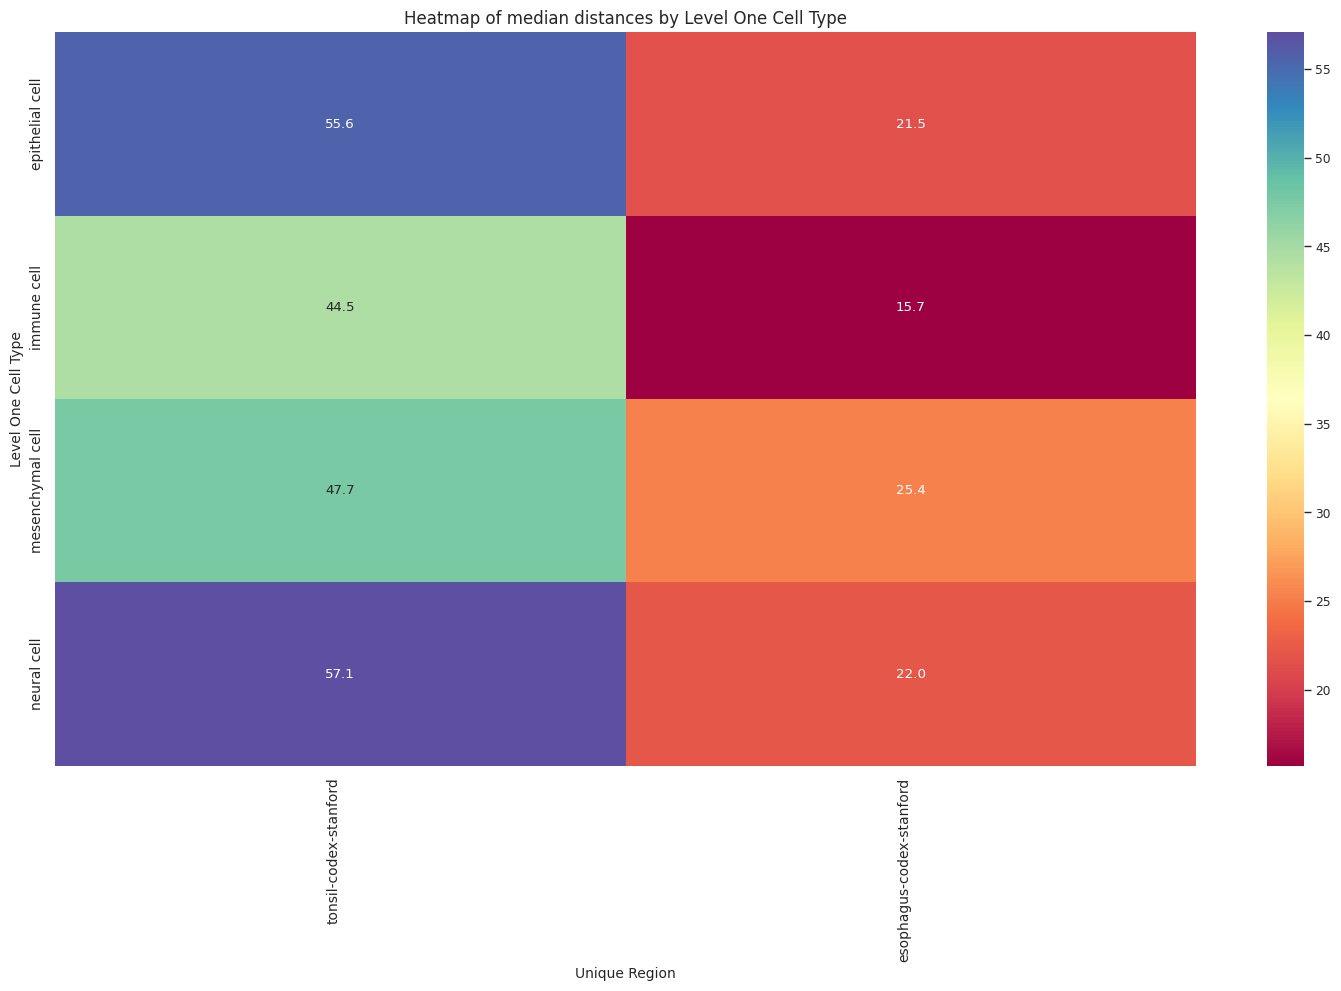 Heatmap of median distances by Level One Cell Type
Level One Cell Type
epithelial cell
immune cell
mesenchymal cell
neural cell
55.6
21.5
44.5
15.7
47.7
25.4
57.1
22.0
tonsil-codex-stanford
esophagus-codex-stanford
Unique Region
55
50
45
40
35
30
25
20